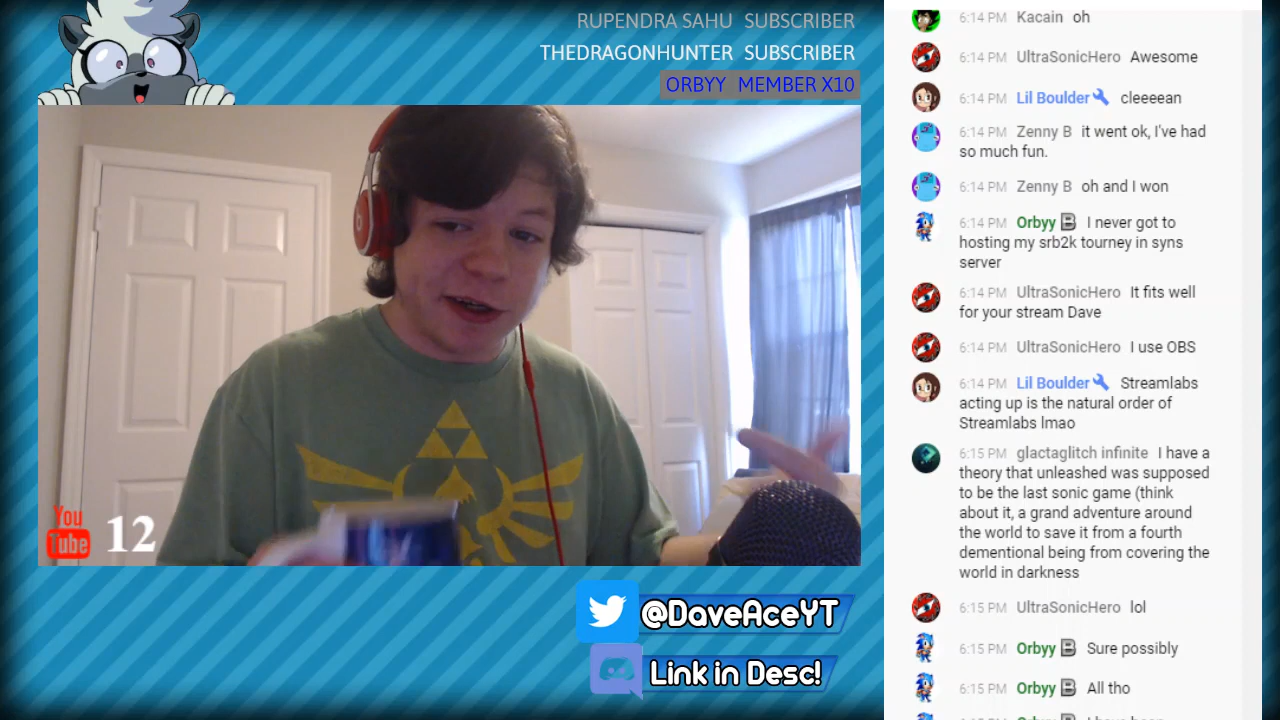 RUPENDRA SAHU SUBSCRIBER
THEDRAGONHUNTER SUBSCRIBER
ORBYY MEMBER X10
You
Tube 12
@DaveAceYT
Link in Desc!
6:14 PM Kacain oh
6:14 PM UltraSonicHero Awesome
6:14 PM Lil Boulder cleeeean
6:14 PM Zenny B it went ok, I've had
so much fun.
6:14 PM Zenny B oh and I won
6:14 PM Orbyy B I never got to
hosting my srb2k tourney in syns
server
6:14 PM UltraSonicHero It fits well
for your stream Dave
6:14 PM UltraSonicHero I use OBS
6:14 PM Lil Boulder Streamlabs
acting up is the natural order of
Streamlabs lmao
6:15 PM glactaglitch infinite I have a
theory that unleashed was supposed
to be the last sonic game (think
about it, a grand adventure around
the world to save it from a fourth
dementional being from covering the
world in darkness
6:15 PM UltraSonicHero lol
6:15 PM Orbyy B Sure possibly
6:15 PM Orbyy B All tho